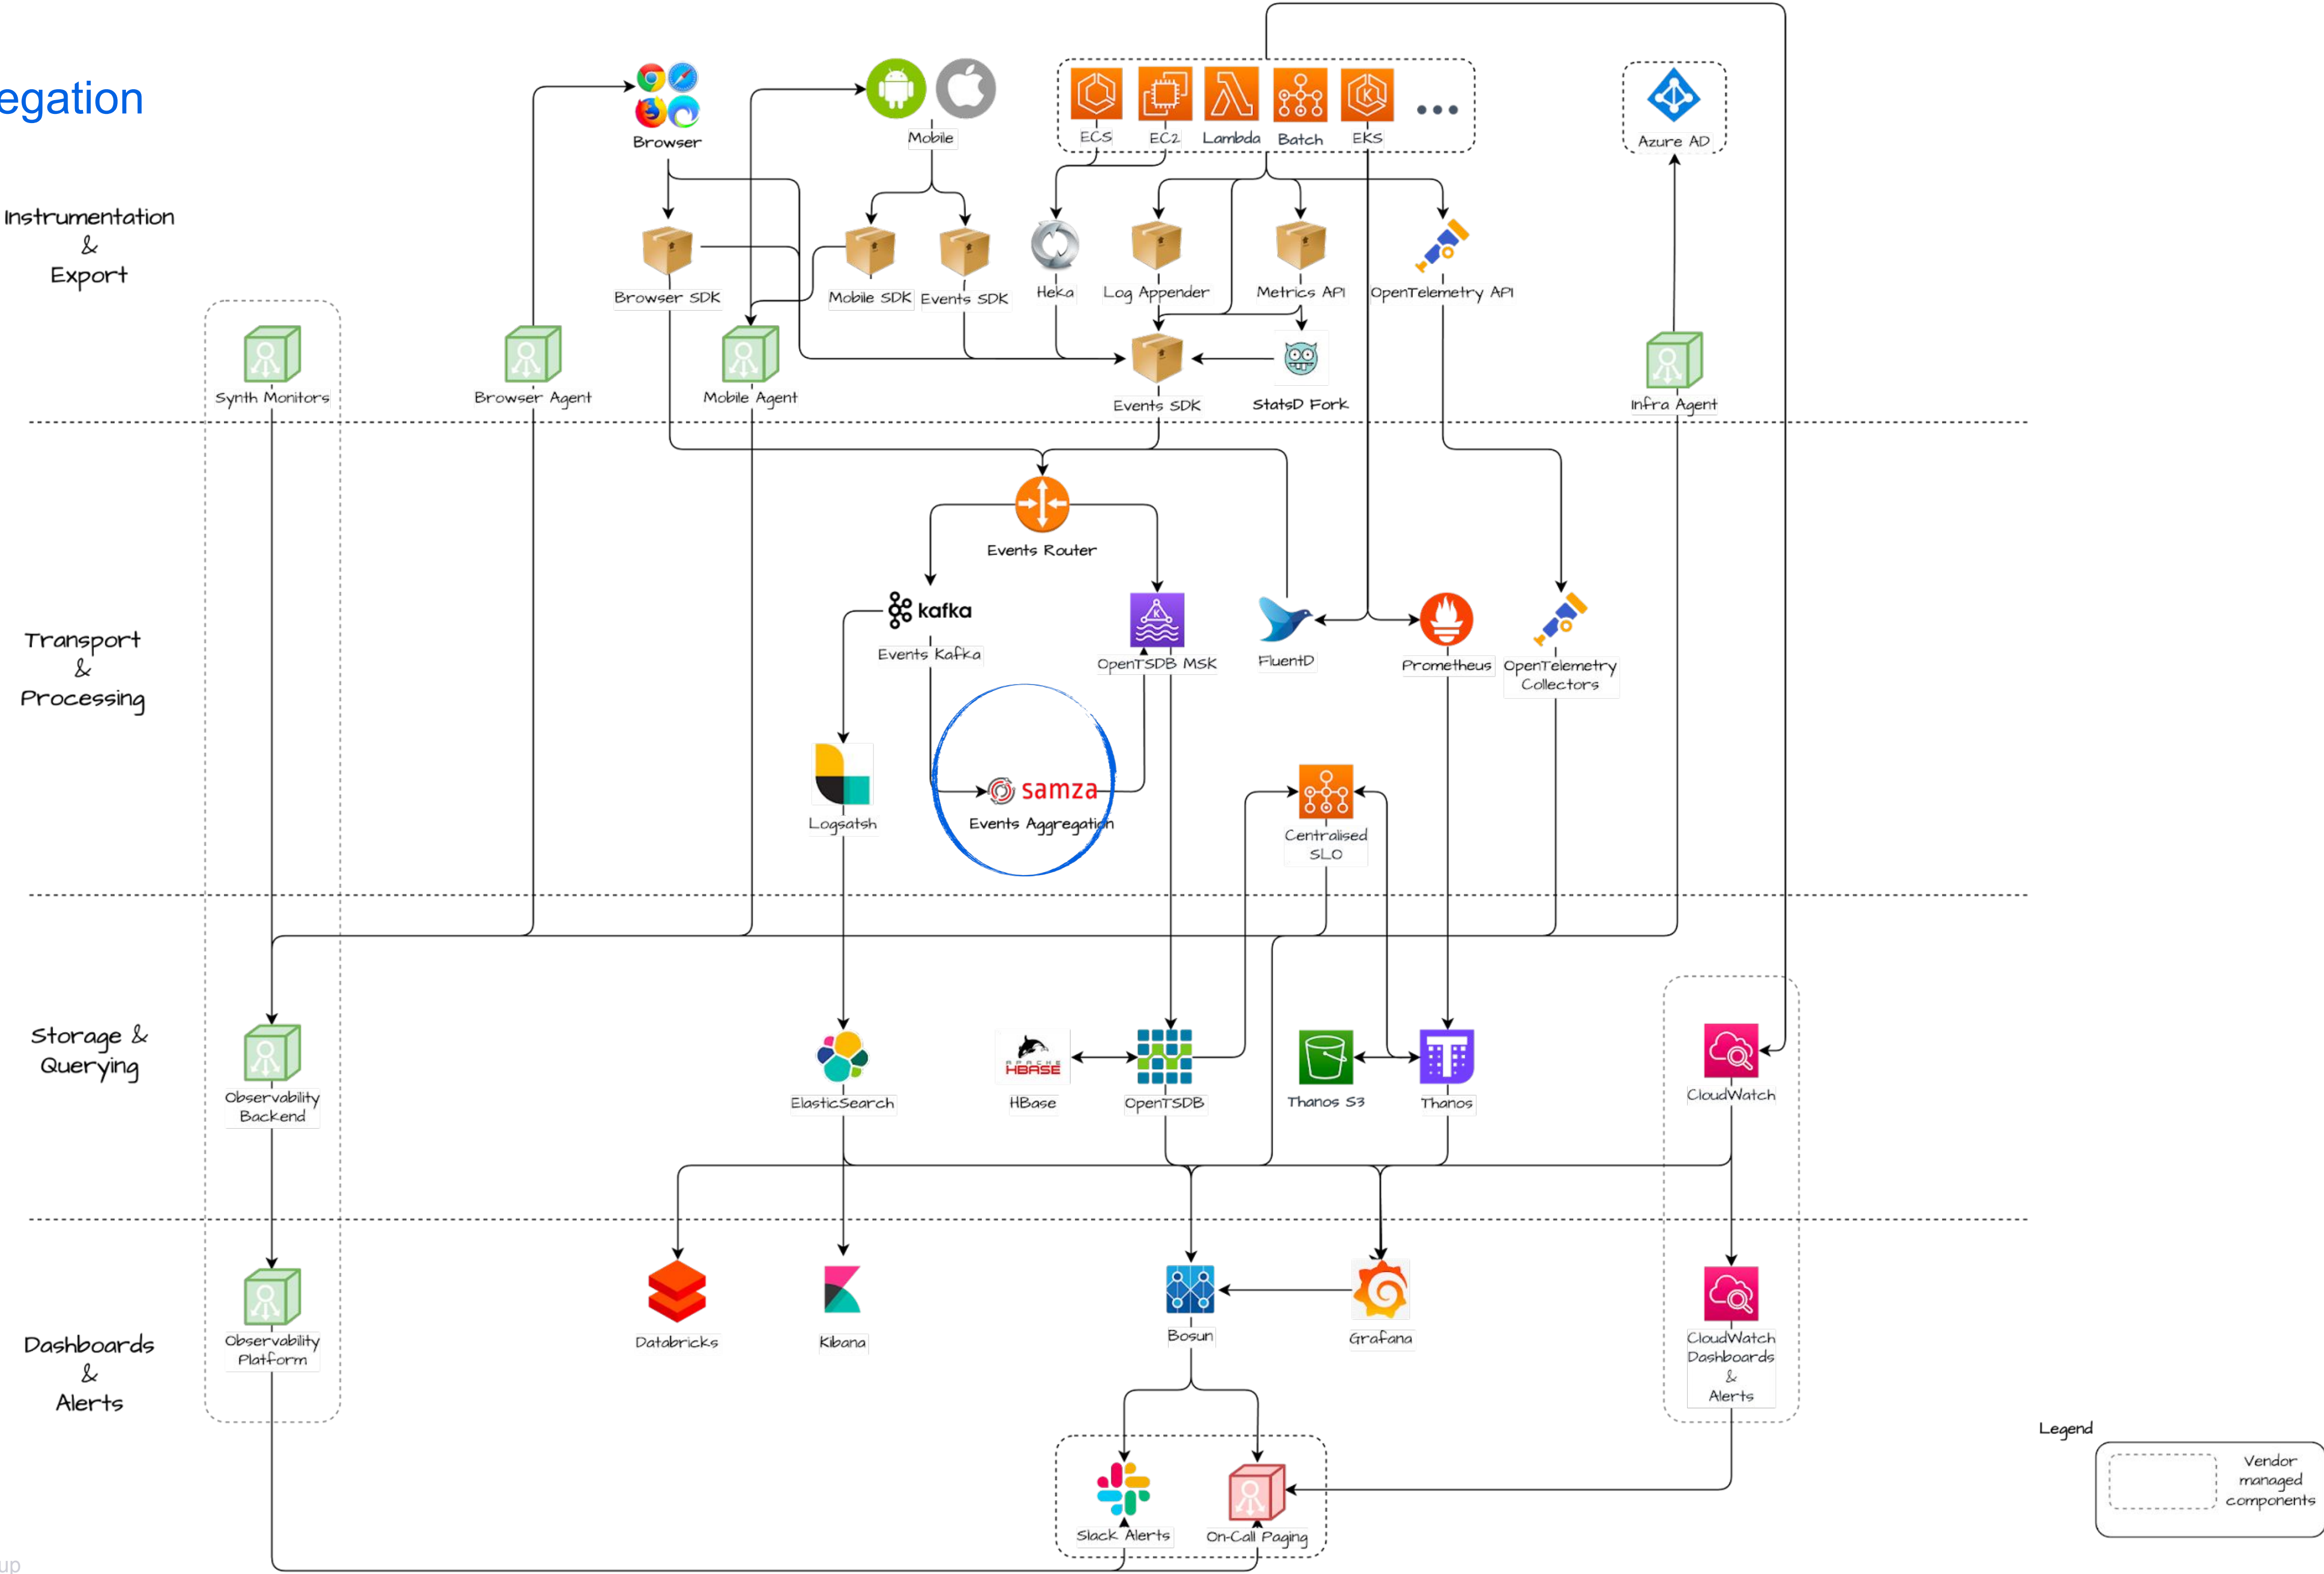 egation
Browser
Mobile
ECS
EC2
Lambda
Batch
EKS
Azure AD
Instrumentation
&
Export
Browser SDK
Mobile SDK
Events SDK
Heka
Log Appender
Metrics API
OpenTelemetry API
Synth Monitors
Browser Agent
Mobile Agent
Events SDK
StatsD Fork
Infra Agent
Events Router
Transport
&
Processing
kafka
Events Kafka
OpenTSDB MSK
FluentD
Prometheus
OpenTelemetry
Collectors
samza
Events Aggregation
Logsatsh
Centralised
SLO
Storage &
Querying
Observability
Backend
ElasticSearch
APACHE
HBASE
HBase
OpenTSDB
Thanos S3
Thanos
CloudWatch
Dashboards
&
Alerts
Observability
Platform
Databricks
Kibana
Bosun
Grafana
CloudWatch
Dashboards
&
Alerts
Slack Alerts
On-Call Paging
Legend
Vendor
managed
components
up